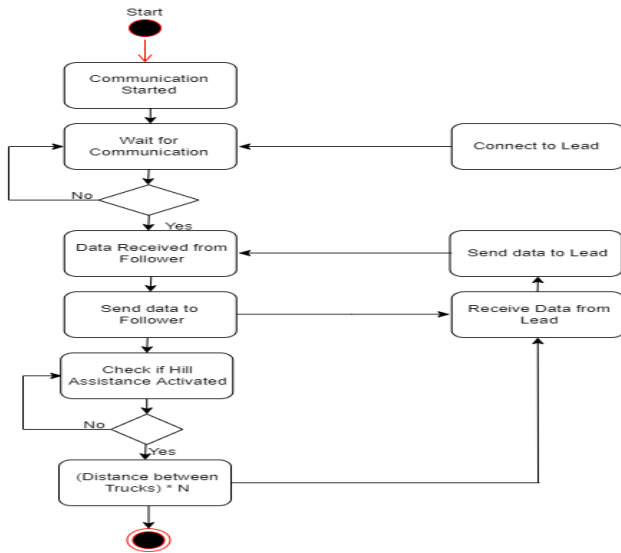 Start
Communication
Started
Wait for
Communication
Connect to Lead
No
Yes
Data Received from
Follower
Send data to Lead
Send data to
Follower
Receive Data from
Lead
Check if Hill
Assistance Activated
No
Yes
(Distance between
Trucks) * N